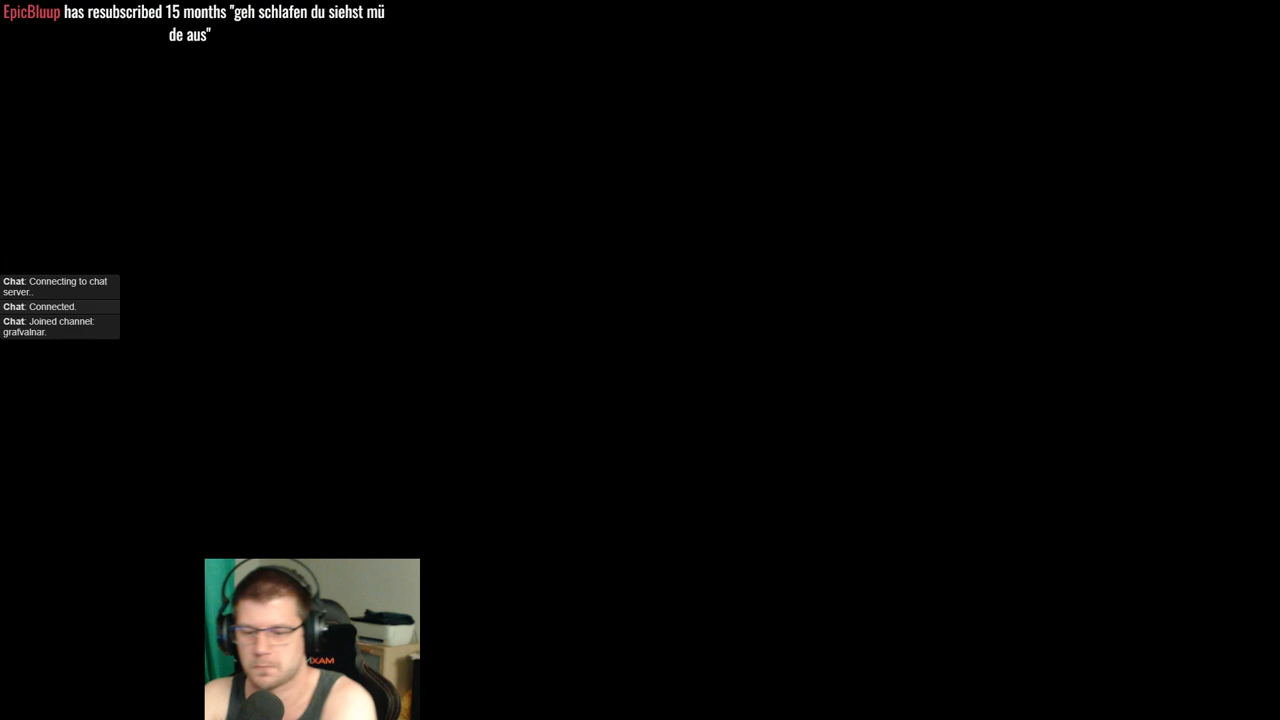 EpicBluup has resubscribed 15 months "geh schlafen du siehst mü
de aus"
Chat: Connecting to chat
server..
Chat: Connected.
Chat: Joined channel:
grafvalnar.
XAM